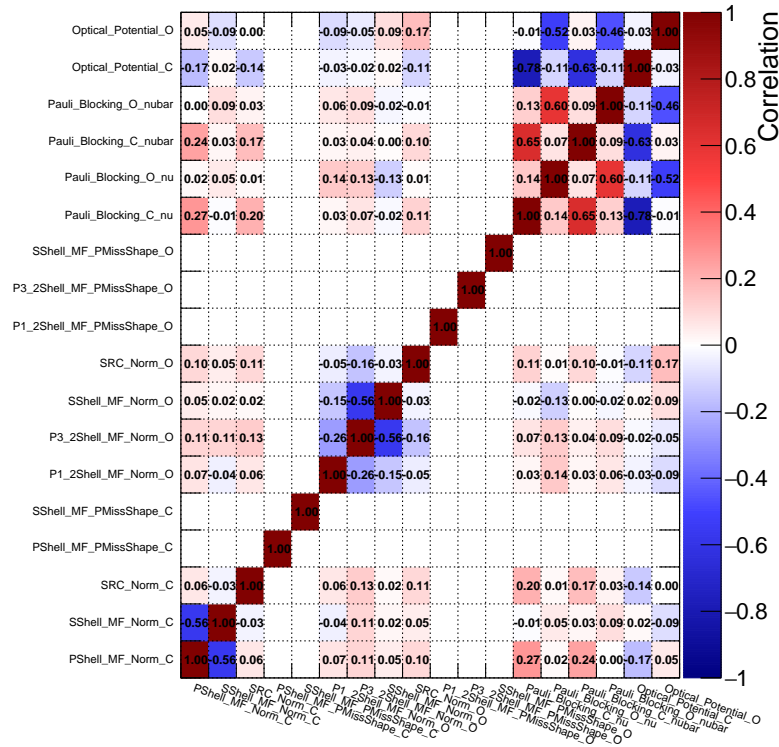 Optical_Potential_O 0.05 -0.09 0.00 -0.09 -0.05 0.09 0.17 -0.01 -0.52 0.03 -0.46 -0.03 1.00
Optical_Potential_C -0.17 0.02 -0.14 -0.03 -0.02 0.02 -0.11 -0.78 -0.11 -0.63 -0.11 1.00 -0.03
Pauli_Blocking_O_nubar 0.00 0.09 0.03 0.06 0.09 -0.02 -0.01 0.13 0.60 0.09 1.00 -0.11 -0.46
Pauli_Blocking_C_nubar 0.24 0.03 0.17 0.03 0.04 0.00 0.10 0.65 0.07 1.00 0.09 -0.63 0.03
Pauli_Blocking_O_nu 0.02 0.05 0.01 0.14 0.13 -0.13 0.01 0.14 1.00 0.07 0.60 -0.11 -0.52
Pauli_Blocking_C_nu 0.27 -0.01 0.20 0.03 0.07 -0.02 0.11 1.00 0.14 0.65 0.13 -0.78 -0.01
SShell_MF_PMissShape_O 1.00
P3_2Shell_MF_PMissShape_O 1.00
P1_2Shell_MF_PMissShape_O 1.00
SRC_Norm_O 0.10 0.05 0.11 -0.05 -0.16 -0.03 1.00 0.11 0.01 0.10 -0.01 -0.11 0.17
SShell_MF_Norm_O 0.05 0.02 0.02 -0.15 -0.56 1.00 -0.03 -0.02 -0.13 0.00 -0.02 0.02 0.09
P3_2Shell_MF_Norm_O 0.11 0.11 0.13 -0.26 1.00 -0.56 -0.16 0.07 0.13 0.04 0.09 -0.02 -0.05
P1_2Shell_MF_Norm_O 0.07 -0.04 0.06 1.00 -0.26 -0.15 -0.05 0.03 0.14 0.03 0.06 -0.03 -0.09
SShell_MF_PMissShape_C 1.00
PShell_MF_PMissShape_C 1.00
SRC_Norm_C 0.06 -0.03 1.00 0.06 0.13 0.02 0.11 0.20 0.01 0.17 0.03 -0.14 0.00
SShell_MF_Norm_C -0.56 1.00 -0.03 -0.04 0.11 0.02 0.05 -0.01 0.05 0.03 0.09 0.02 -0.09
PShell_MF_Norm_C 1.00 -0.56 0.06 0.07 0.11 0.05 0.10 0.27 0.02 0.24 0.00 -0.17 0.05
PShell_MF_Norm_C
SShell_MF_Norm_C
SRC_Norm_C
PShell_MF_PMissShape_C
SShell_MF_PMissShape_C
P1_2Shell_MF_Norm_O
P3_2Shell_MF_Norm_O
SShell_MF_Norm_O
SRC_Norm_O
P1_2Shell_MF_PMissShape_O
P3_2Shell_MF_PMissShape_O
SShell_MF_PMissShape_O
Pauli_Blocking_C_nu
Pauli_Blocking_O_nu
Pauli_Blocking_C_nubar
Pauli_Blocking_O_nubar
Optical_Potential_C
Optical_Potential_O
1
0.8
0.6
0.4
0.2
0
−0.2
−0.4
−0.6
−0.8
−1
Correlation